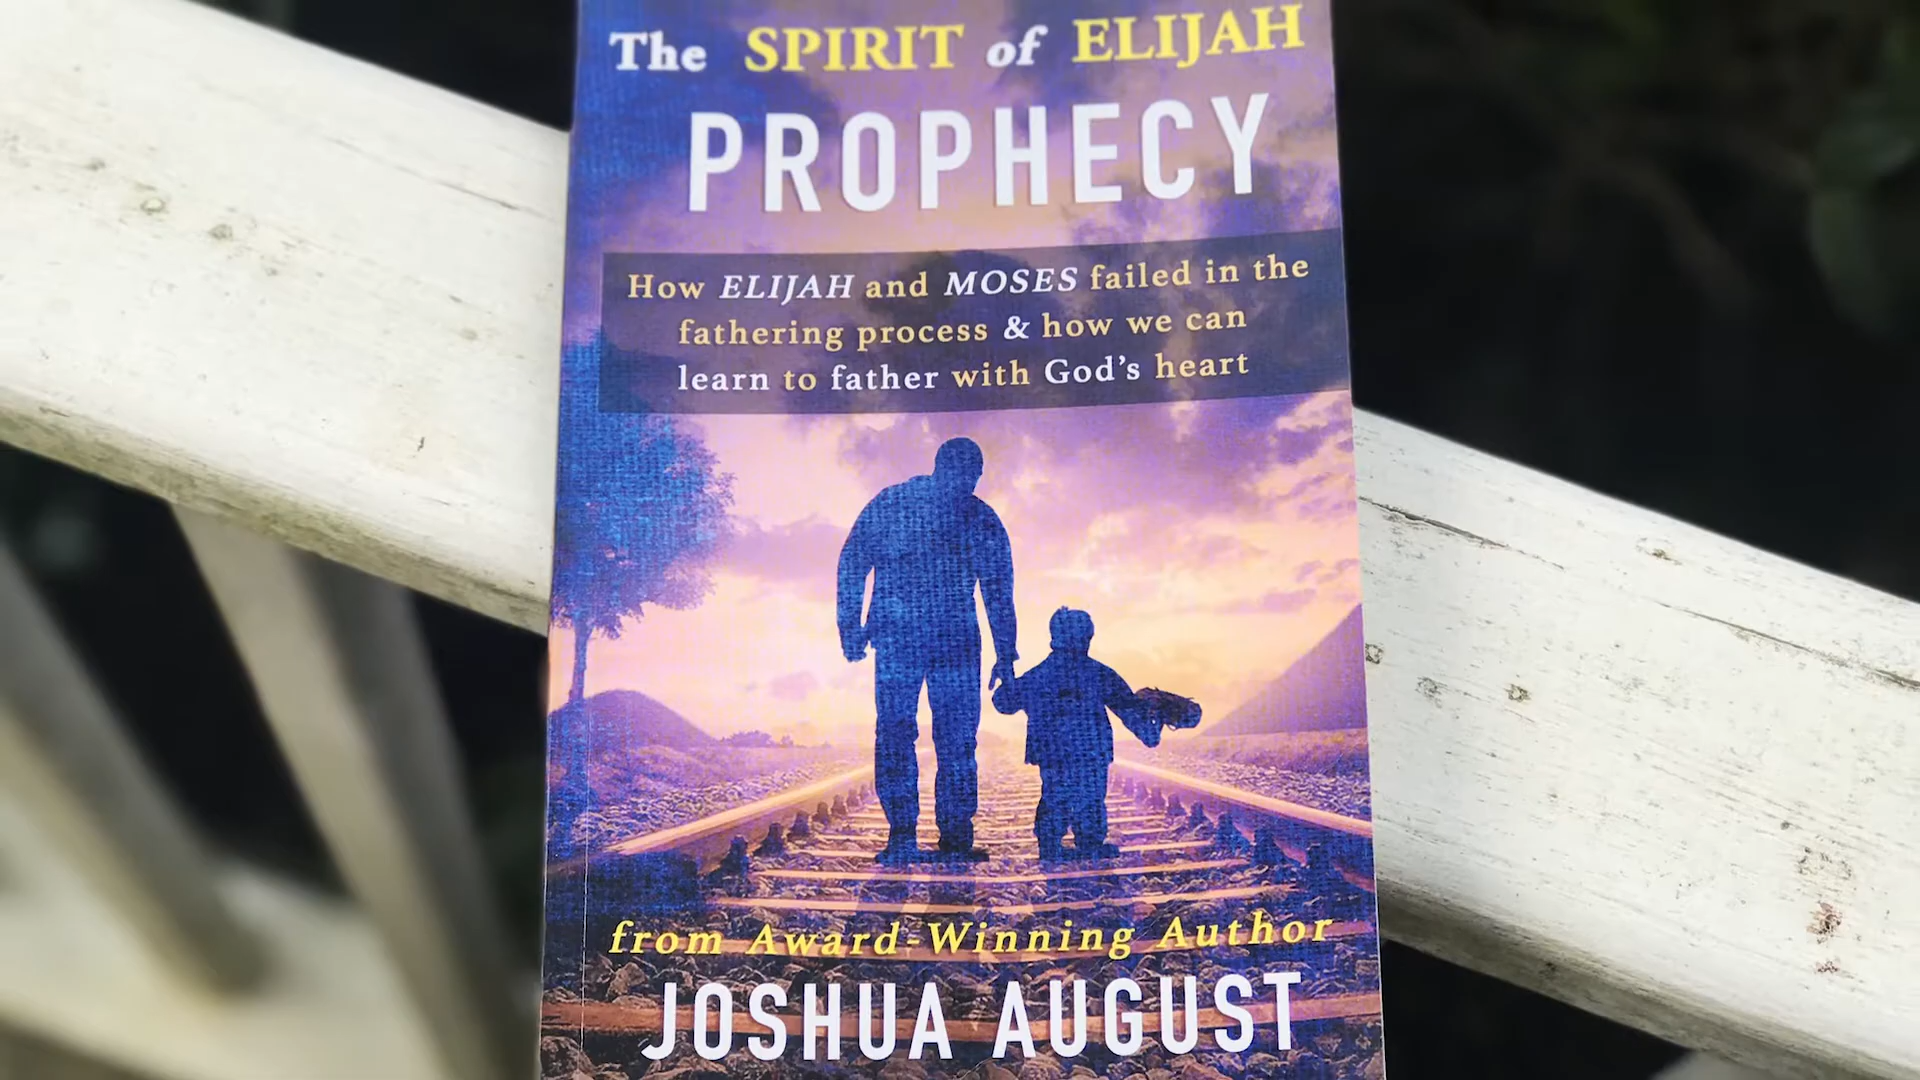 The SPIRIT of ELIJAH
PROPHECY
How ELIJAH and MOSES failed in the
fathering process & how we can
learn to father with God's heart
from Award-Winning Author
JOSHUA AUGUST